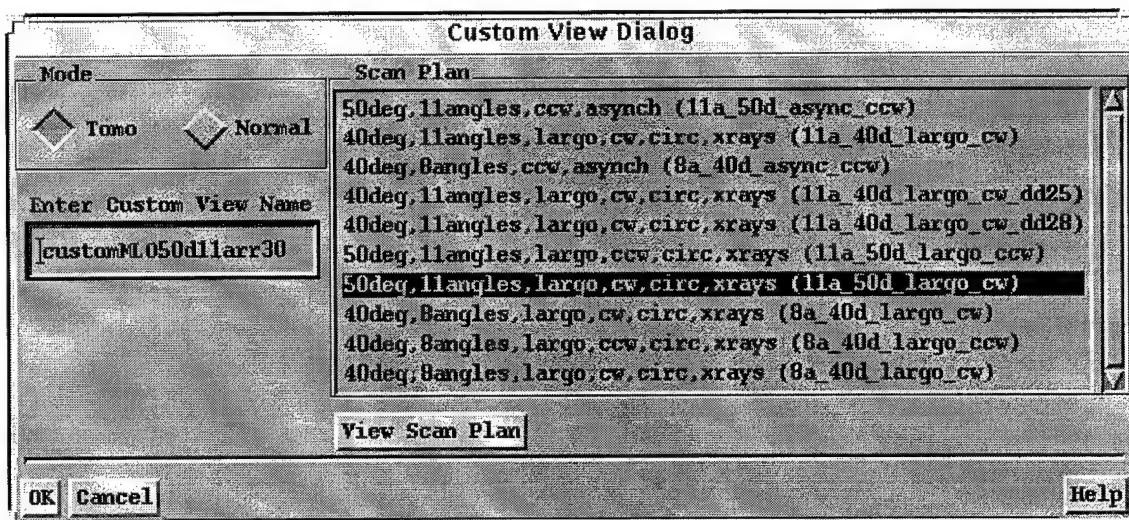 Custom View Dialog
Mode
Tomo
Normal
Enter Custom View Name
customMLO50d11arr30
Scan Plan
50deg,11angles,ccw,asynch (11a_50d_async_ccw)
40deg,11angles,largo,cw,circ,xrays (11a_40d_largo_cw)
40deg,8angles,ccw,asynch (8a_40d_async_ccw)
40deg,11angles,largo,cw,circ,xrays (11a_40d_largo_cw_dd25)
40deg,11angles,largo,cw,circ,xrays (11a_40d_largo_cw_dd28)
50deg,11angles,largo,ccw,circ,xrays (11a_50d_largo_ccw)
50deg,11angles,largo,cw,circ,xrays (11a_50d_largo_cw)
40deg,8angles,largo,cw,circ,xrays (8a_40d_largo_cw)
40deg,8angles,largo,ccw,circ,xrays (8a_40d_largo_ccw)
40deg,8angles,largo,cw,circ,xrays (8a_40d_largo_cw)
View Scan Plan
OK
Cancel
Help